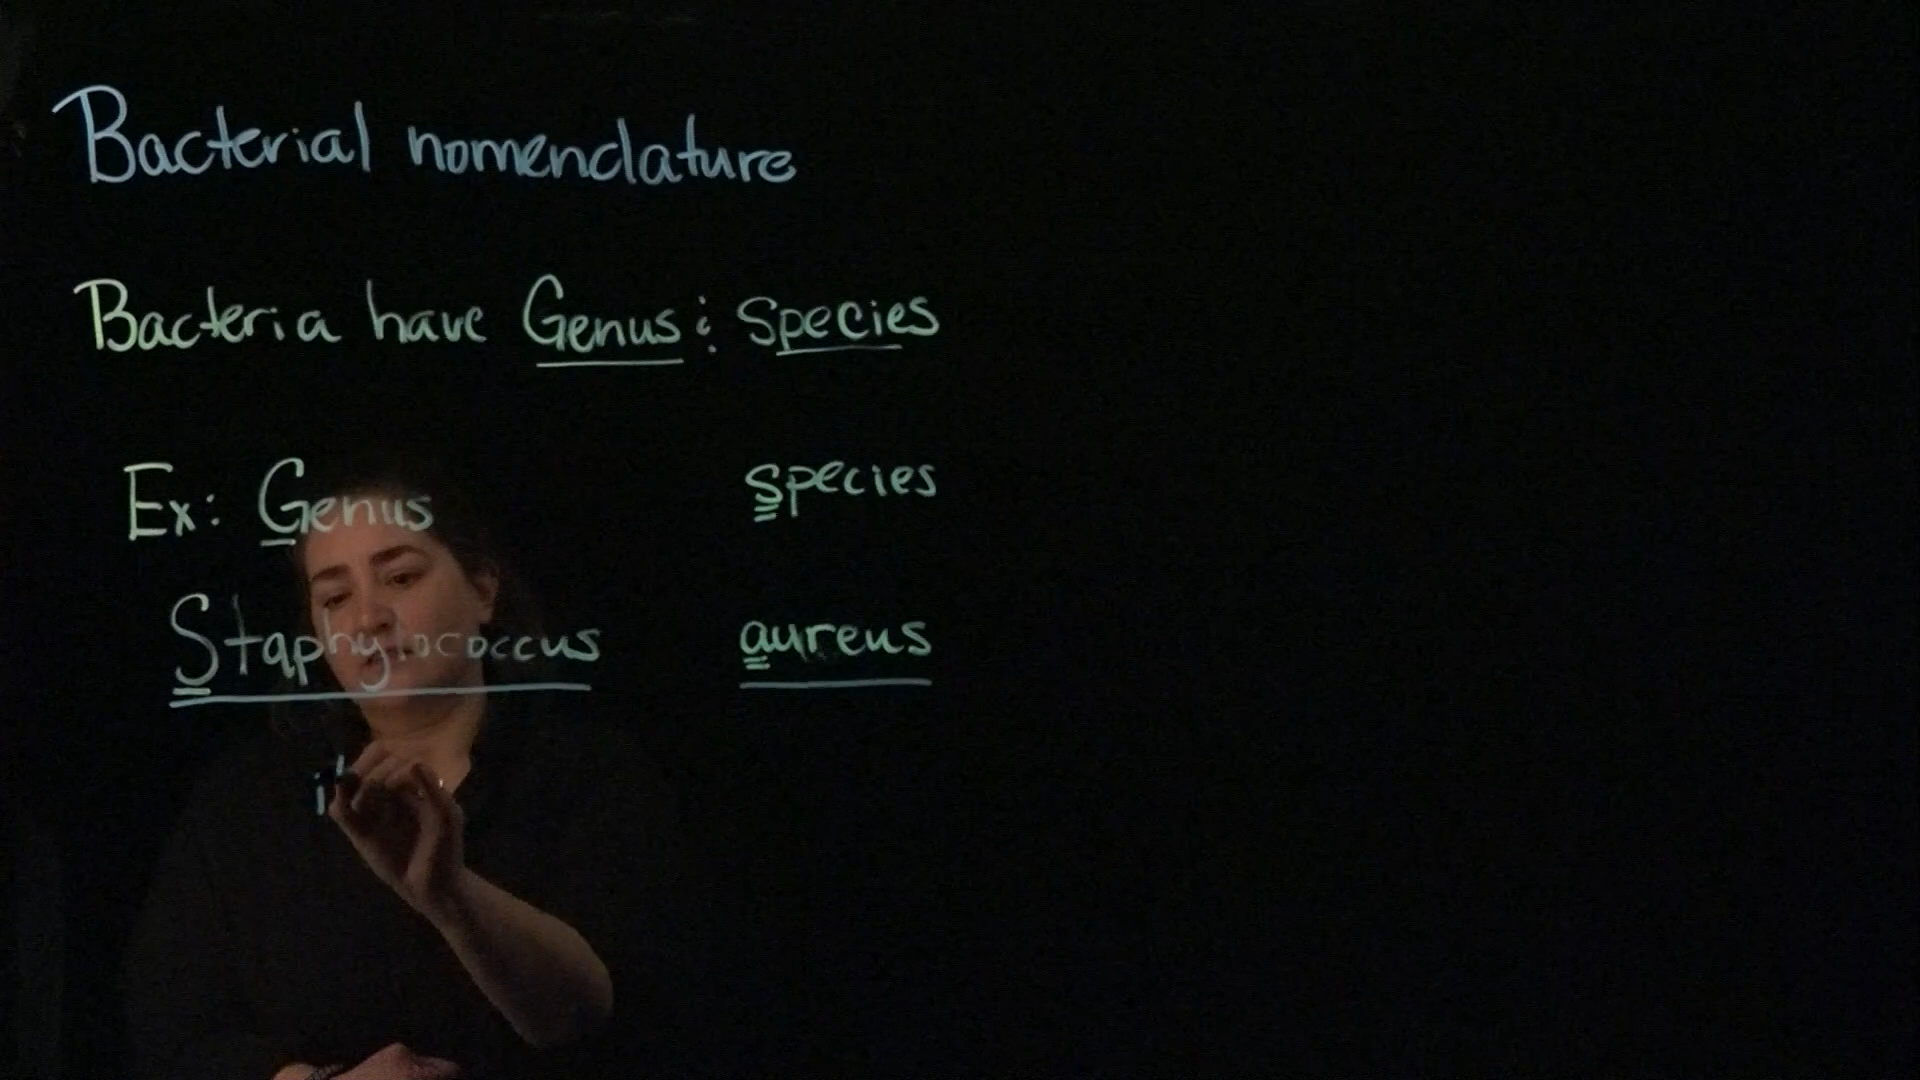 Bacterial nomenclature
Bacteria have Genus & species
Ex: Genus species
Staphylococcus aureus